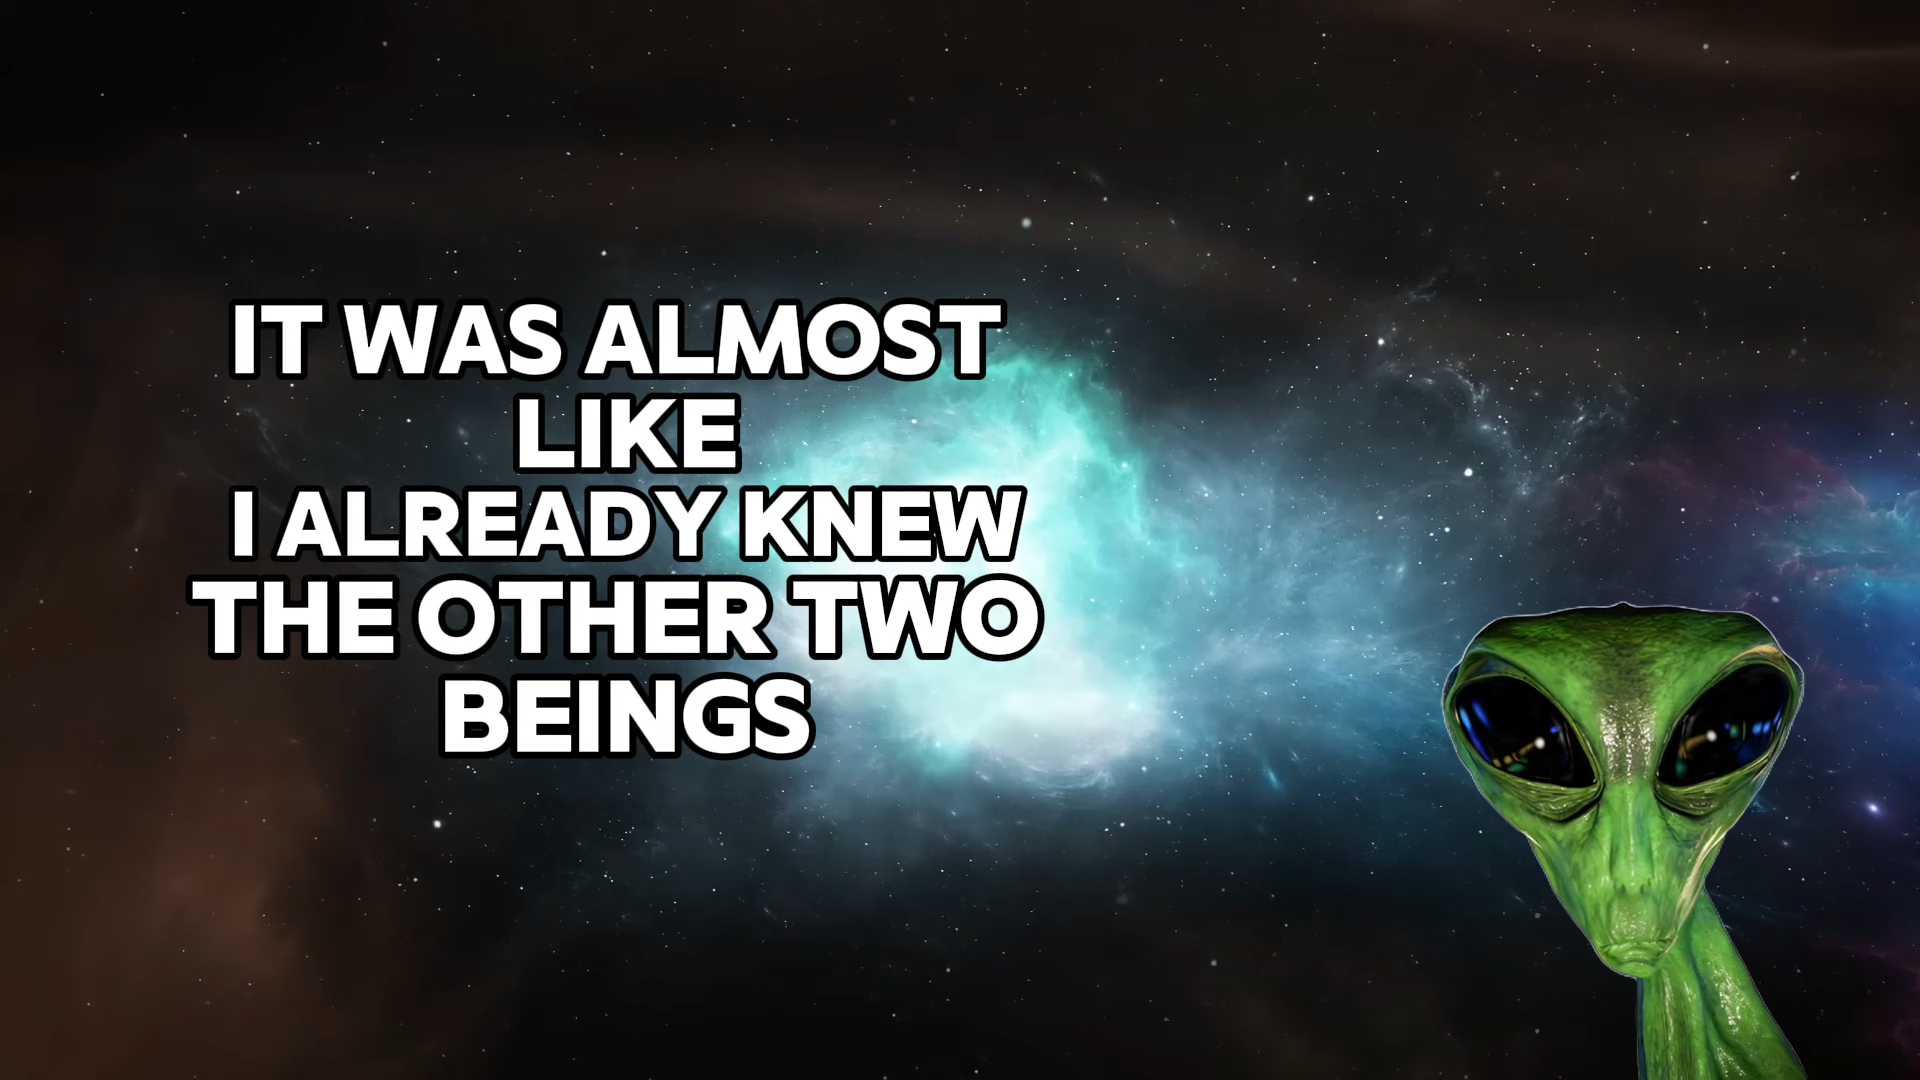 IT WAS ALMOST
LIKE
I ALREADY KNEW
THE OTHER TWO
BEINGS